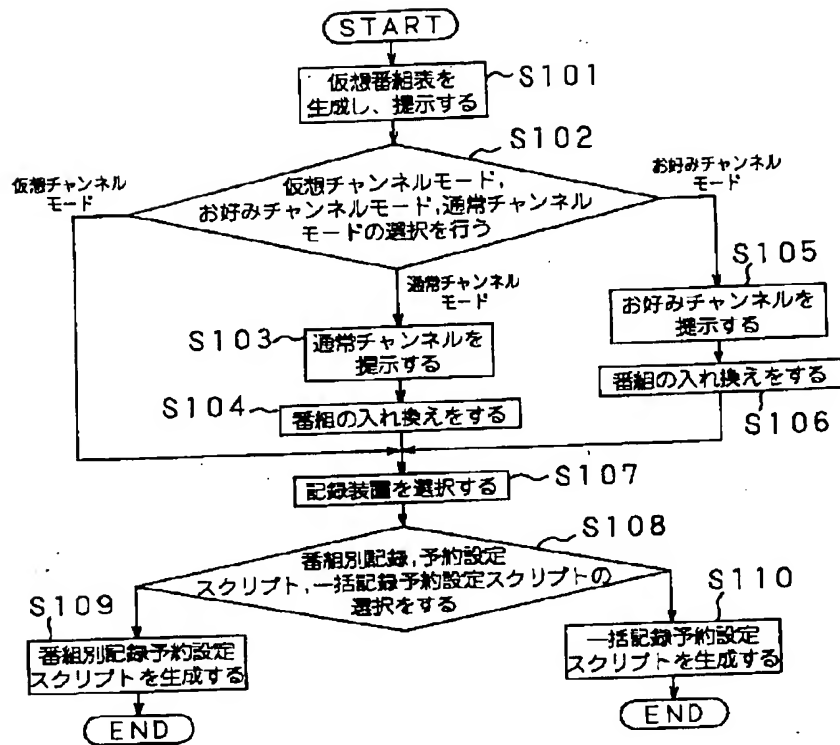 START
仮想番組表を
生成し、提示する
S101
S102
仮想チャンネル
モード
お好みチャンネル
モード
仮想チャンネルモード,
お好みチャンネルモード,通常チャンネル
モードの選択を行う
通常チャンネル
モード
S103
通常チャンネルを
提示する
S104
番組の入れ換えをする
S105
お好みチャンネルを
提示する
番組の入れ換えをする
S106
記録装置を選択する
S107
S108
番組別記録,予約設定
スクリプト,一括記録予約設定スクリプトの
選択をする
S109
番組別記録予約設定
スクリプトを生成する
END
S110
一括記録予約設定
スクリプトを生成する
END